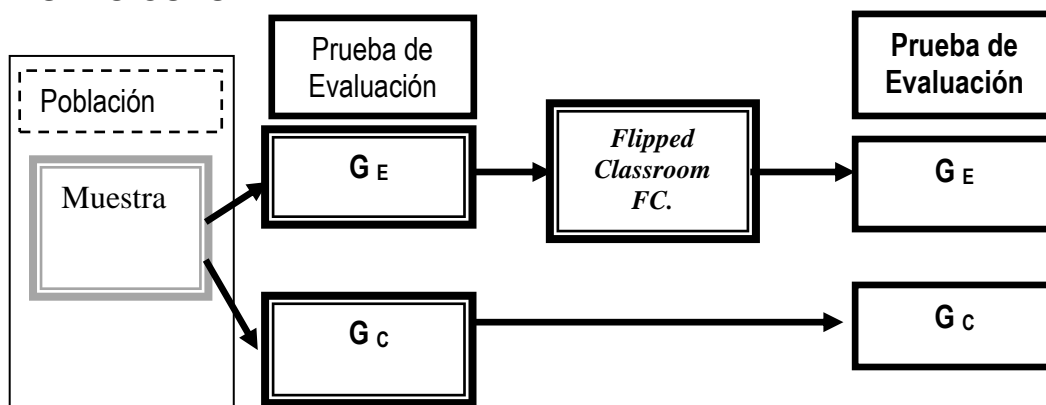 Población
Muestra
Prueba de
Evaluación
G E
G C
Flipped
Classroom
FC.
Prueba de
Evaluación
G E
G C